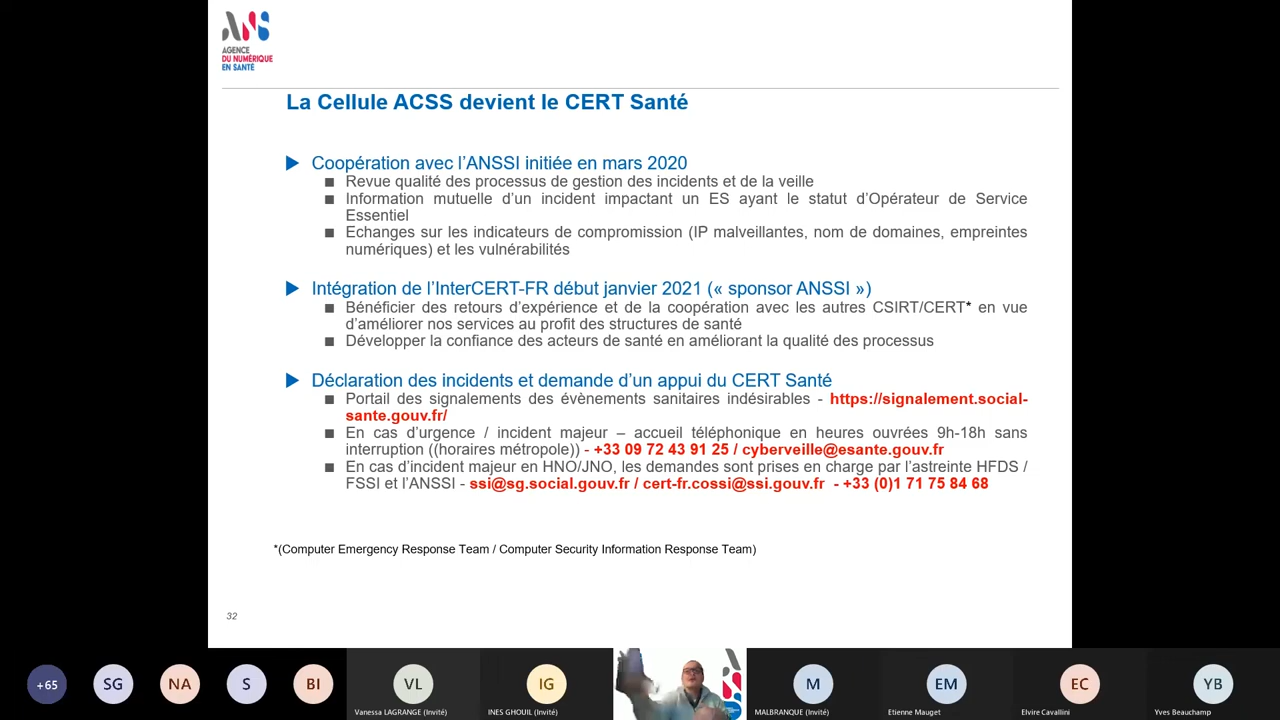 ANS
AGENCE
DU NUMÉRIQUE
EN SANTÉ
La Cellule ACSS devient le CERT Santé
Coopération avec l’ANSSI initiée en mars 2020
Revue qualité des processus de gestion des incidents et de la veille
Information mutuelle d’un incident impactant un ES ayant le statut d’Opérateur de Service
Essentiel
Echanges sur les indicateurs de compromission (IP malveillantes, nom de domaines, empreintes
numériques) et les vulnérabilités
Intégration de l’InterCERT-FR début janvier 2021 (« sponsor ANSSI »)
Bénéficier des retours d’expérience et de la coopération avec les autres CSIRT/CERT* en vue
d’améliorer nos services au profit des structures de santé
Développer la confiance des acteurs de santé en améliorant la qualité des processus
Déclaration des incidents et demande d’un appui du CERT Santé
Portail des signalements des évènements sanitaires indésirables - https://signalement.social-
sante.gouv.fr/
En cas d’urgence / incident majeur – accueil téléphonique en heures ouvrées 9h-18h sans
interruption ((horaires métropole)) - +33 09 72 43 91 25 / cyberveille@esante.gouv.fr
En cas d’incident majeur en HNO/JNO, les demandes sont prises en charge par l’astreinte HFDS /
FSSI et l’ANSSI - ssi@sg.social.gouv.fr / cert-fr.cossi@ssi.gouv.fr - +33 (0)1 71 75 84 68
*(Computer Emergency Response Team / Computer Security Information Response Team)
32
+65 SG NA S BI VL IG M EM EC YB
Vanessa LAGRANGE (Invité) INES GHOUIL (Invité) MALBRANQUE (Invité) Etienne Mauget Elvire Cavallini Yves Beauchamp